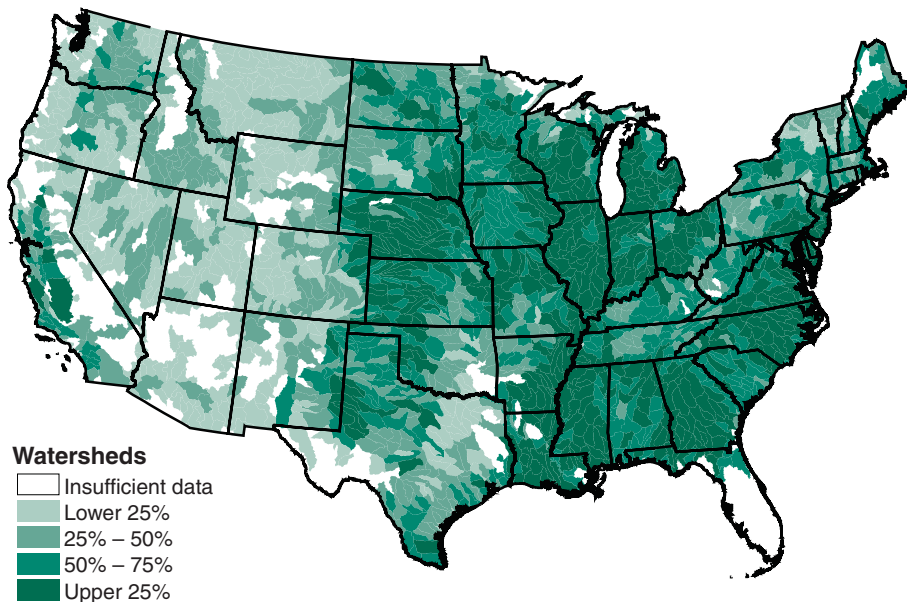 Watersheds
Insufficient data
Lower 25%
25% – 50%
50% – 75%
Upper 25%